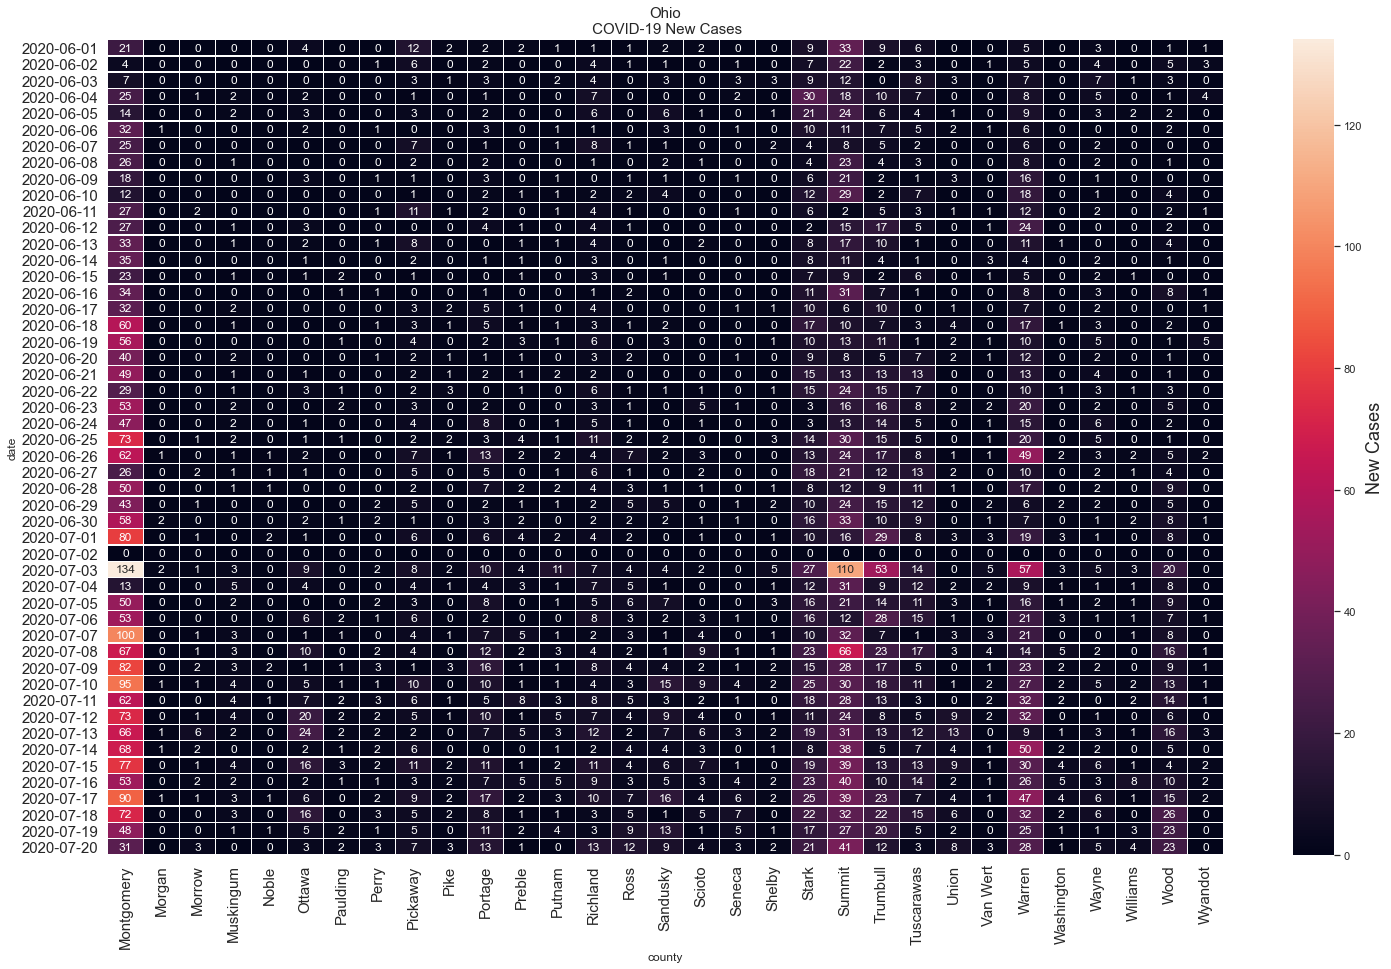 Ohio
COVID-19 New Cases
2020-06-01 21 0 0 0 0 4 0 0 12 2 2 2 1 1 1 2 2 0 0 9 33 9 6 0 0 5 0 3 0 1 1
2020-06-02 4 0 0 0 0 0 0 1 6 0 2 0 0 4 1 1 0 1 0 7 22 2 3 0 1 5 0 4 0 5 3
2020-06-03 7 0 0 0 0 0 0 0 3 1 3 0 2 4 0 3 0 3 3 9 12 0 8 3 0 7 0 7 1 3 0
2020-06-04 25 0 1 2 0 2 0 0 1 0 1 0 0 7 0 0 0 2 0 30 18 10 7 0 0 8 0 5 0 1 4
2020-06-05 14 0 0 2 0 3 0 0 3 0 2 0 0 6 0 6 1 0 1 21 24 6 4 1 0 9 0 3 2 2 0
2020-06-06 32 1 0 0 0 2 0 1 0 0 3 0 1 1 0 3 0 1 0 10 11 7 5 2 1 6 0 0 0 2 0
2020-06-07 25 0 0 0 0 0 0 0 7 0 1 0 1 8 1 1 0 0 2 4 8 5 2 0 0 6 0 2 0 0 0
2020-06-08 26 0 0 1 0 0 0 0 2 0 2 0 0 1 0 2 1 0 0 4 23 4 3 0 0 8 0 2 0 1 0
2020-06-09 18 0 0 0 0 3 0 1 1 0 3 0 1 0 1 1 0 1 0 6 21 2 1 3 0 16 0 1 0 0 0
2020-06-10 12 0 0 0 0 0 0 0 1 0 2 1 1 2 2 4 0 0 0 12 29 2 7 0 0 18 0 1 0 4 0
2020-06-11 27 0 2 0 0 0 0 1 11 1 2 0 1 4 1 0 0 1 0 6 2 5 3 1 1 12 0 2 0 2 1
2020-06-12 27 0 0 1 0 3 0 0 0 0 4 1 0 4 1 0 0 0 0 2 15 17 5 0 1 24 0 0 0 2 0
2020-06-13 33 0 0 1 0 2 0 1 8 0 0 1 1 4 0 0 2 0 0 8 17 10 1 0 0 11 1 0 0 4 0
2020-06-14 35 0 0 0 0 1 0 0 2 0 1 1 0 3 0 1 0 0 0 8 11 4 1 0 3 4 0 2 0 1 0
2020-06-15 23 0 0 1 0 1 2 0 1 0 0 1 0 3 0 1 0 0 0 7 9 2 6 0 1 5 0 2 1 0 0
2020-06-16 34 0 0 0 0 0 1 1 0 0 1 0 0 1 2 0 0 0 0 11 31 7 1 0 0 8 0 3 0 8 1
2020-06-17 32 0 0 2 0 0 0 0 3 2 5 1 0 4 0 0 0 1 1 10 6 10 0 1 0 7 0 2 0 0 1
2020-06-18 60 0 0 1 0 0 0 1 3 1 5 1 1 3 1 2 0 0 0 17 10 7 3 4 0 17 1 3 0 2 0
2020-06-19 56 0 0 0 0 0 1 0 4 0 2 3 1 6 0 3 0 0 1 10 13 11 1 2 1 10 0 5 0 1 5
2020-06-20 40 0 0 2 0 0 0 1 2 1 1 1 0 3 2 0 0 1 0 9 8 5 7 2 1 12 0 2 0 1 0
2020-06-21 49 0 0 1 0 1 0 0 2 1 2 1 2 2 0 0 0 0 0 15 13 13 13 0 0 13 0 4 0 1 0
2020-06-22 29 0 0 1 0 3 1 0 2 3 0 1 0 6 1 1 1 0 1 15 24 15 7 0 0 10 1 3 1 3 0
2020-06-23 53 0 0 2 0 0 2 0 3 0 2 0 0 3 1 0 5 1 0 3 16 16 8 2 2 20 0 2 0 5 0
2020-06-24 47 0 0 2 0 1 0 0 4 0 8 0 1 5 1 0 1 0 0 3 13 14 5 0 1 15 0 6 0 2 0
2020-06-25 73 0 1 2 0 1 1 0 2 2 3 4 1 11 2 2 0 0 3 14 30 15 5 0 1 20 0 5 0 1 0
2020-06-26 62 1 0 1 1 2 0 0 7 1 13 2 2 4 7 2 3 0 0 13 24 17 8 1 1 49 2 3 2 5 2
2020-06-27 26 0 2 1 1 0 0 0 5 0 5 0 1 6 1 0 2 0 0 18 21 12 13 2 0 10 0 2 1 4 0
2020-06-28 50 0 0 1 1 0 0 0 2 0 7 2 2 4 3 1 1 0 1 8 12 9 11 1 0 17 0 2 0 9 0
2020-06-29 43 0 1 0 0 0 0 2 5 0 2 1 1 2 5 5 0 1 2 10 24 15 12 0 2 6 2 2 0 5 0
2020-06-30 58 2 0 0 0 2 1 2 1 0 3 2 0 2 2 2 1 1 0 16 33 10 9 0 1 7 0 1 2 8 1
2020-07-01 80 0 1 0 2 1 0 0 6 0 6 4 2 4 2 0 1 0 1 10 16 29 8 3 3 19 3 1 0 8 0
2020-07-02 0 0 0 0 0 0 0 0 0 0 0 0 0 0 0 0 0 0 0 0 0 0 0 0 0 0 0 0 0 0 0
2020-07-03 134 2 1 3 0 9 0 2 8 2 10 4 11 7 4 4 2 0 5 27 110 53 14 0 5 57 3 5 3 20 0
2020-07-04 13 0 0 5 0 4 0 0 4 1 4 3 1 7 5 1 0 0 0 12 31 9 12 2 2 9 1 1 1 8 0
2020-07-05 50 0 0 2 0 0 0 2 3 0 8 0 1 5 6 7 0 0 3 16 21 14 11 3 1 16 1 2 1 9 0
2020-07-06 53 0 0 0 0 6 2 1 6 0 2 0 0 8 3 2 3 1 0 16 12 28 15 1 0 21 3 1 1 7 1
2020-07-07 100 0 1 3 0 1 1 0 4 1 7 5 1 2 3 1 4 0 1 10 32 7 1 3 3 21 0 0 1 8 0
2020-07-08 67 0 1 3 0 10 0 2 4 0 12 2 3 4 2 1 9 1 1 23 66 23 17 3 4 14 5 2 0 16 1
2020-07-09 82 0 2 3 2 1 1 3 1 3 16 1 1 8 4 4 2 1 2 15 28 17 5 0 1 23 2 2 0 9 1
2020-07-10 95 1 1 4 0 5 1 1 10 0 10 1 1 4 3 15 9 4 2 25 30 18 11 1 2 27 2 5 2 13 1
2020-07-11 62 0 0 4 1 7 2 3 6 1 5 8 3 8 5 3 2 1 0 18 28 13 3 0 2 32 2 0 2 14 1
2020-07-12 73 0 1 4 0 20 2 2 5 1 10 1 5 7 4 9 4 0 1 11 24 8 5 9 2 32 0 1 0 6 0
2020-07-13 66 1 6 2 0 24 2 2 2 0 7 5 3 12 2 7 6 3 2 19 31 13 12 13 0 9 1 3 1 16 3
2020-07-14 68 1 2 0 0 2 1 2 6 0 0 0 1 2 4 4 3 0 1 8 38 5 7 4 1 50 2 2 0 5 0
2020-07-15 77 0 1 4 0 16 3 2 11 2 11 1 2 11 4 6 7 1 0 19 39 13 13 9 1 30 4 6 1 4 2
2020-07-16 53 0 2 2 0 2 1 1 3 2 7 5 5 9 3 5 3 4 2 23 40 10 14 2 1 26 5 3 8 10 2
2020-07-17 90 1 1 3 1 6 0 2 9 2 17 2 3 10 7 16 4 6 2 25 39 23 7 4 1 47 4 6 1 15 2
2020-07-18 72 0 0 3 0 16 0 3 5 2 8 1 1 3 5 1 5 7 0 22 32 22 15 6 0 32 2 6 0 26 0
2020-07-19 48 0 0 1 1 5 2 1 5 0 11 2 4 3 9 13 1 5 1 17 27 20 5 2 0 25 1 1 3 23 0
2020-07-20 31 0 3 0 0 3 2 3 7 3 13 1 0 13 12 9 4 3 2 21 41 12 3 8 3 28 1 5 4 23 0
date
Montgomery Morgan Morrow Muskingum Noble Ottawa Paulding Perry Pickaway Pike Portage Preble Putnam Richland Ross Sandusky Scioto Seneca Shelby Stark Summit Trumbull Tuscarawas Union Van Wert Warren Washington Wayne Williams Wood Wyandot
county
120
100
80
60
40
20
0
New Cases